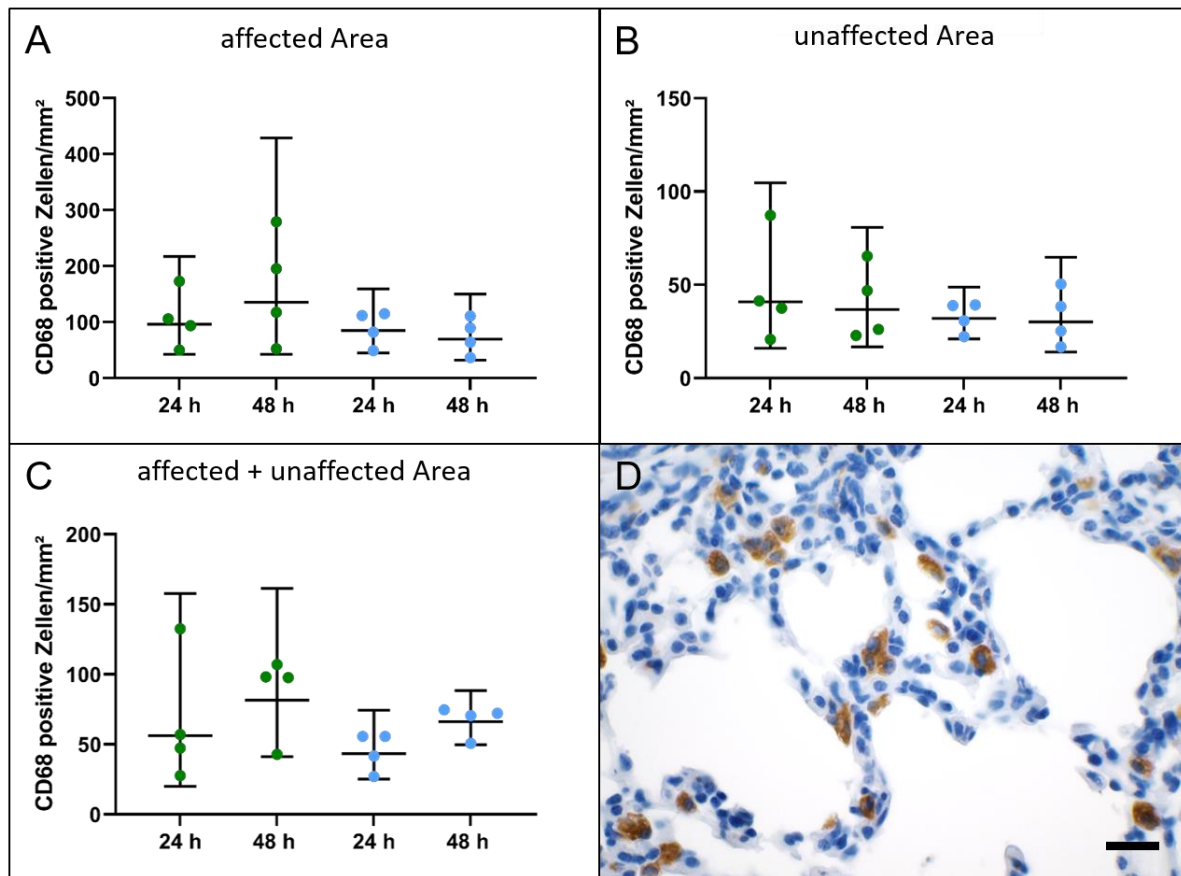 A
affected Area
CD68 positive Zellen/mm²
500
400
300
200
100
0
24 h
48 h
24 h
48 h
B
unaffected Area
CD68 positive Zellen/mm²
150
100
50
0
24 h
48 h
24 h
48 h
C
affected + unaffected Area
CD68 positive Zellen/mm²
200
150
100
50
0
24 h
48 h
24 h
48 h
D